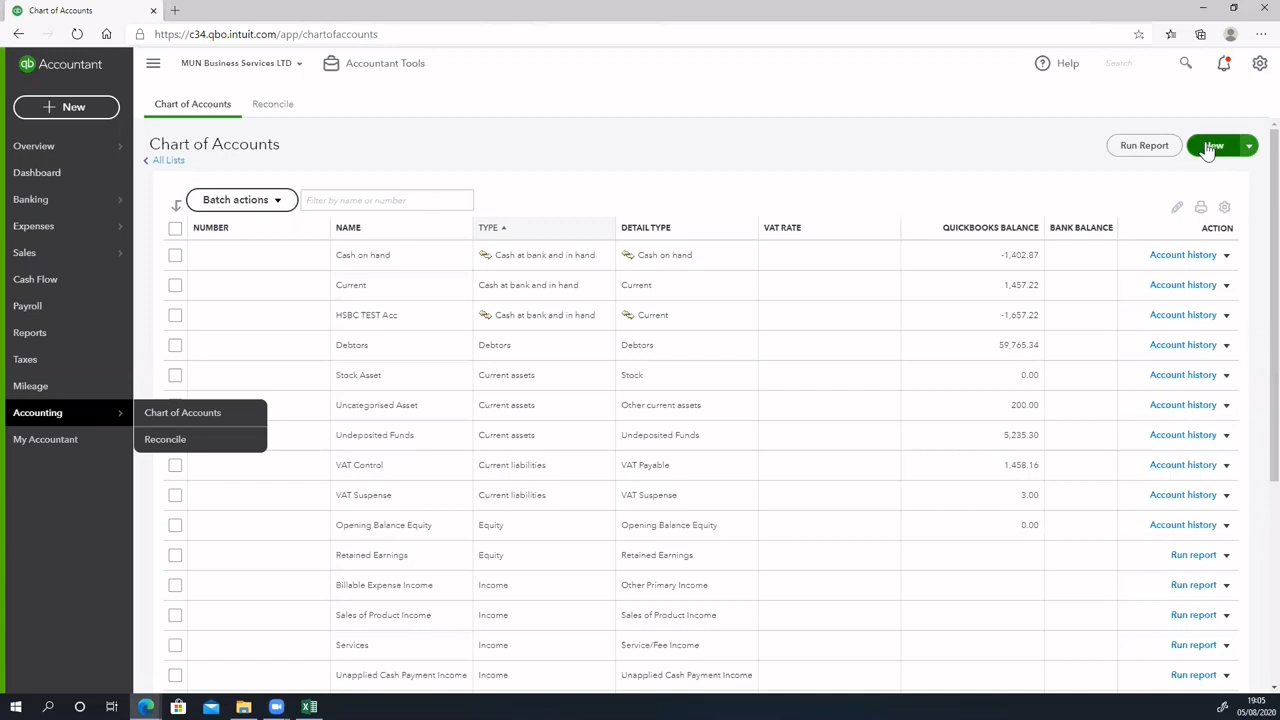 Chart of Accounts
https://c34.qbo.intuit.com/app/chartofaccounts
qb Accountant
MUN Business Services LTD
Accountant Tools
Help
Search
New
Overview
Dashboard
Banking
Expenses
Sales
Cash Flow
Payroll
Reports
Taxes
Mileage
Accounting
My Accountant
Chart of Accounts
Reconcile
Chart of Accounts Reconcile
Chart of Accounts
All Lists
Run Report
New
Batch actions
Filter by name or number
NUMBER NAME TYPE DETAIL TYPE VAT RATE QUICKBOOKS BALANCE BANK BALANCE ACTION
Cash on hand Cash at bank and in hand Cash on hand -1,402.87 Account history
Current Cash at bank and in hand Current 1,457.22 Account history
HSBC TEST Acc Cash at bank and in hand Current -1,657.22 Account history
Debtors Debtors Debtors 59,765.34 Account history
Stock Asset Current assets Stock 0.00 Account history
Uncategorised Asset Current assets Other current assets 200.00 Account history
Undeposited Funds Current assets Undeposited Funds 5,235.30 Account history
VAT Control Current liabilities VAT Payable 1,458.16 Account history
VAT Suspense Current liabilities VAT Suspense 3.00 Account history
Opening Balance Equity Equity Opening Balance Equity 0.00 Account history
Retained Earnings Equity Retained Earnings Run report
Billable Expense Income Income Other Primary Income Run report
Sales of Product Income Income Sales of Product Income Run report
Services Income Service/Fee Income Run report
Unapplied Cash Payment Income Income Unapplied Cash Payment Income Run report
19:05
05/08/2020